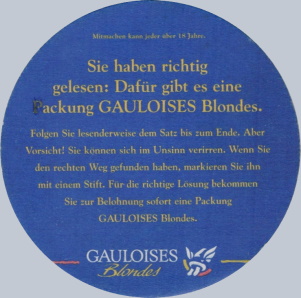 Mitmachen kann jeder über 18 Jahre.
Sie haben richtig
gelesen: Dafür gibt es eine
Packung GAULOISES Blondes.
Folgen Sie lesenderweise dem Satz bis zum Ende. Aber
Vorsicht! Sie können sich im Unsinn verirren. Wenn Sie
den rechten Weg gefunden haben, markieren Sie ihn
mit einem Stift. Für die richtige Lösung bekommen
Sie zur Belohnung sofort eine Packung
GAULOISES Blondes.
GAULOISES
Blondes